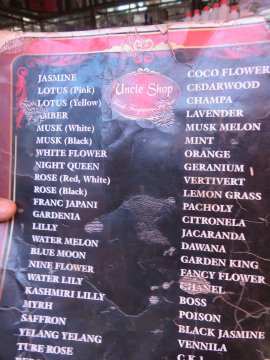 Uncle Shop
JASMINE
LOTUS (Pink)
LOTUS (Yellow)
AMBER
MUSK (White)
MUSK (Black)
WHITE FLOWER
NIGHT QUEEN
ROSE (Red, White)
ROSE (Black)
FRANC JAPANI
GARDENIA
LILLY
WATER MELON
BLUE MOON
NINE FLOWER
WATER LILY
KASHMIRI LILLY
MYRH
SAFFRON
YELANG YELANG
TUBE ROSE
COCO FLOWER
CEDARWOOD
CHAMPA
LAVENDER
MUSK MELON
MINT
ORANGE
GERANIUM
VERTIVERT
LEMON GRASS
PACHOLY
CITRONELA
JACARANDA
DAWANA
GARDEN KING
FANCY FLOWER
CHANEL
BOSS
POISON
BLACK JASMINE
VENNILA
C.K.1